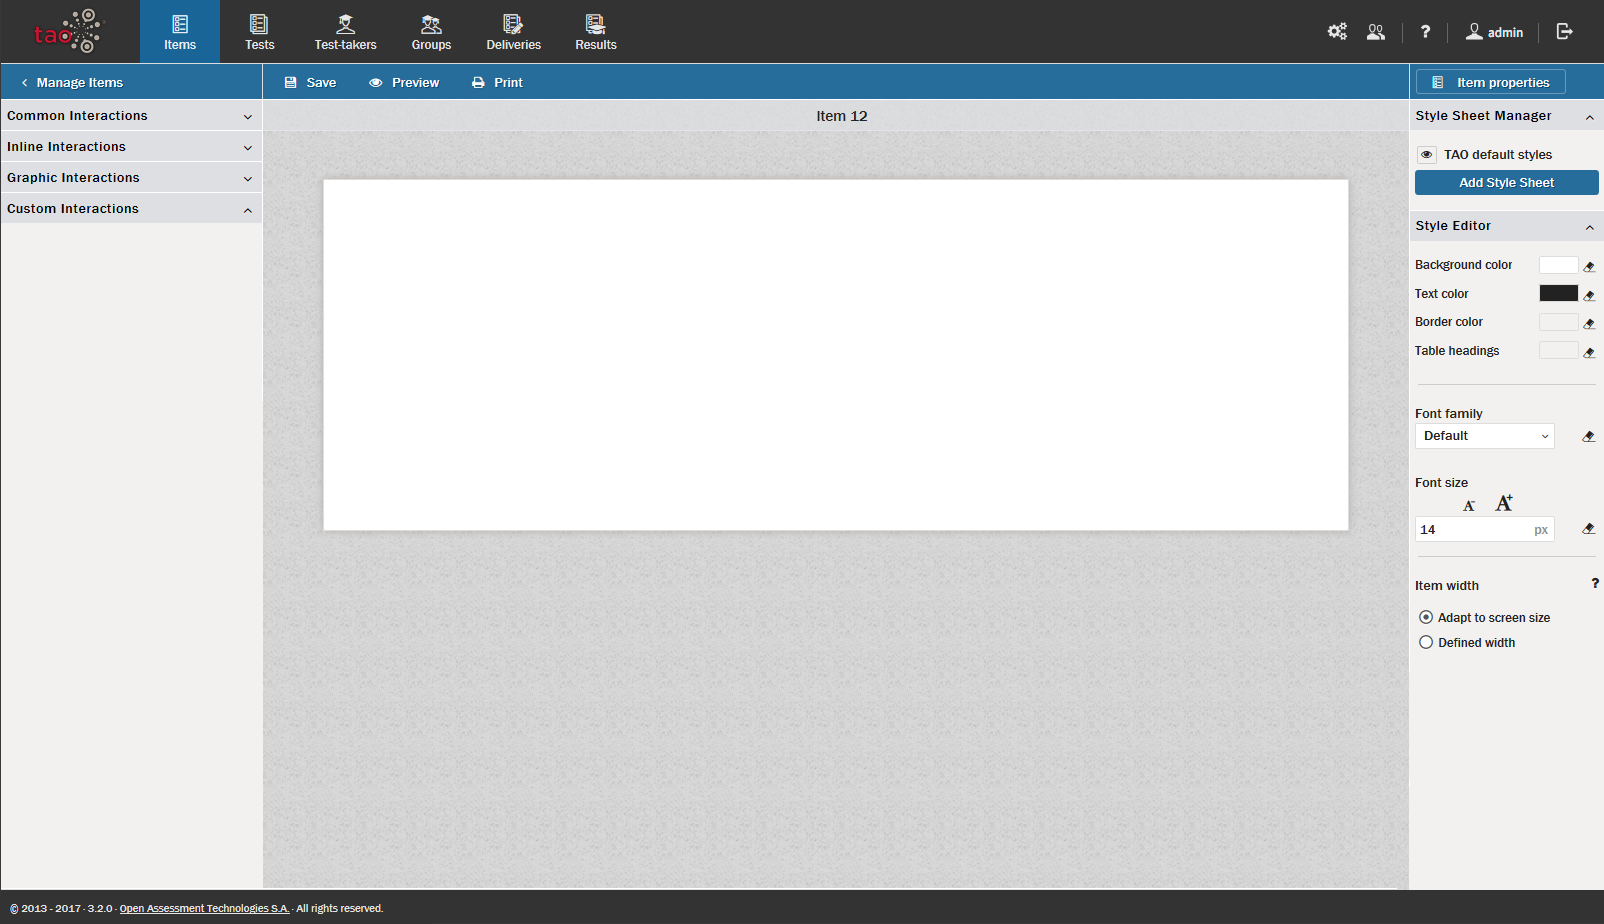 tao
Items
Tests
Test-takers
Groups
Deliveries
Results
?
admin
Manage Items
Save
Preview
Print
Item properties
Common Interactions
Inline Interactions
Graphic Interactions
Custom Interactions
Item 12
Style Sheet Manager
TAO default styles
Add Style Sheet
Style Editor
Background color
Text color
Border color
Table headings
Font family
Default
Font size
A- A+
14 px
Item width ?
Adapt to screen size
Defined width
© 2013 - 2017 · 3.2.0 · Open Assessment Technologies S.A. · All rights reserved.